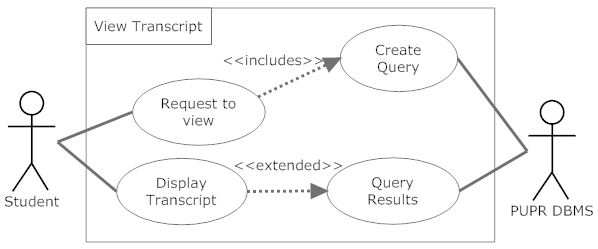 View Transcript
Create
Query
<<includes>>
Request to
view
<<extended>>
Display
Transcript
Query
Results
Student
PUPR DBMS